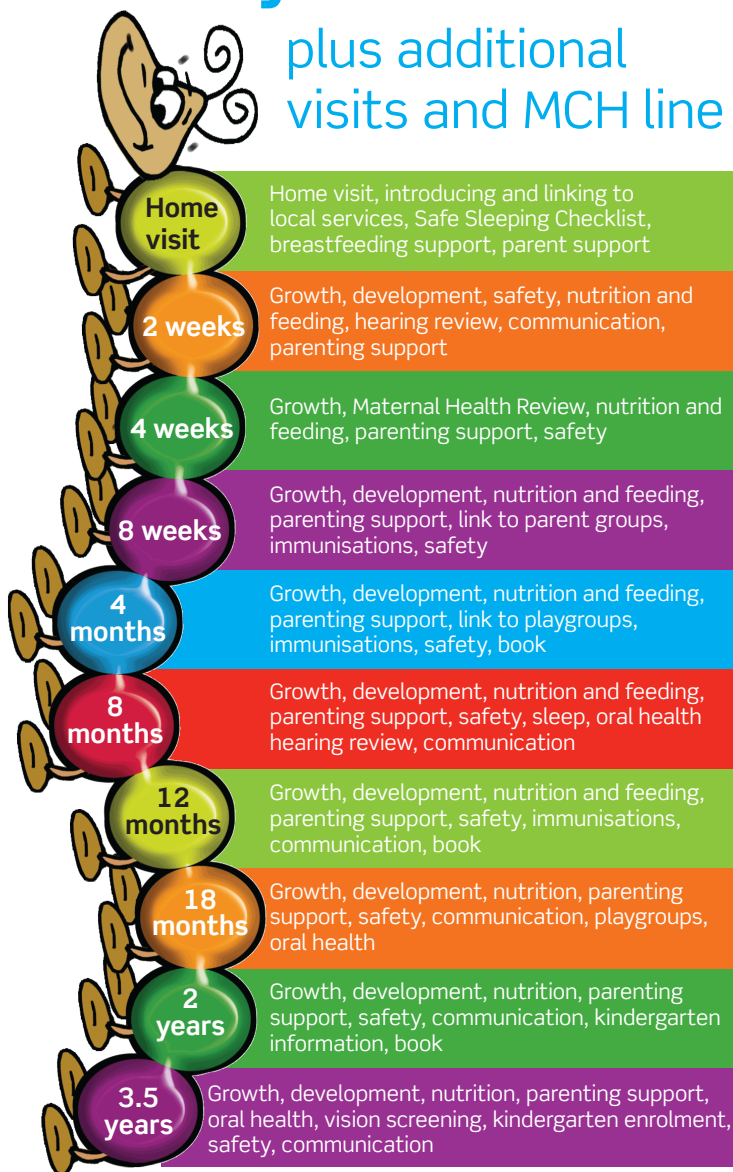 plus additional
visits and MCH line
Home
visit
Home visit, introducing and linking to
local services, Safe Sleeping Checklist,
breastfeeding support, parent support
2 weeks
Growth, development, safety, nutrition and
feeding, hearing review, communication,
parenting support
4 weeks
Growth, Maternal Health Review, nutrition and
feeding, parenting support, safety
8 weeks
Growth, development, nutrition and feeding,
parenting support, link to parent groups,
immunisations, safety
4
months
Growth, development, nutrition and feeding,
parenting support, link to playgroups,
immunisations, safety, book
8
months
Growth, development, nutrition and feeding,
parenting support, safety, sleep, oral health
hearing review, communication
12
months
Growth, development, nutrition and feeding,
parenting support, safety, immunisations,
communication, book
18
months
Growth, development, nutrition, parenting
support, safety, communication, playgroups,
oral health
2
years
Growth, development, nutrition, parenting
support, safety, communication, kindergarten
information, book
3.5
years
Growth, development, nutrition, parenting support,
oral health, vision screening, kindergarten enrolment,
safety, communication